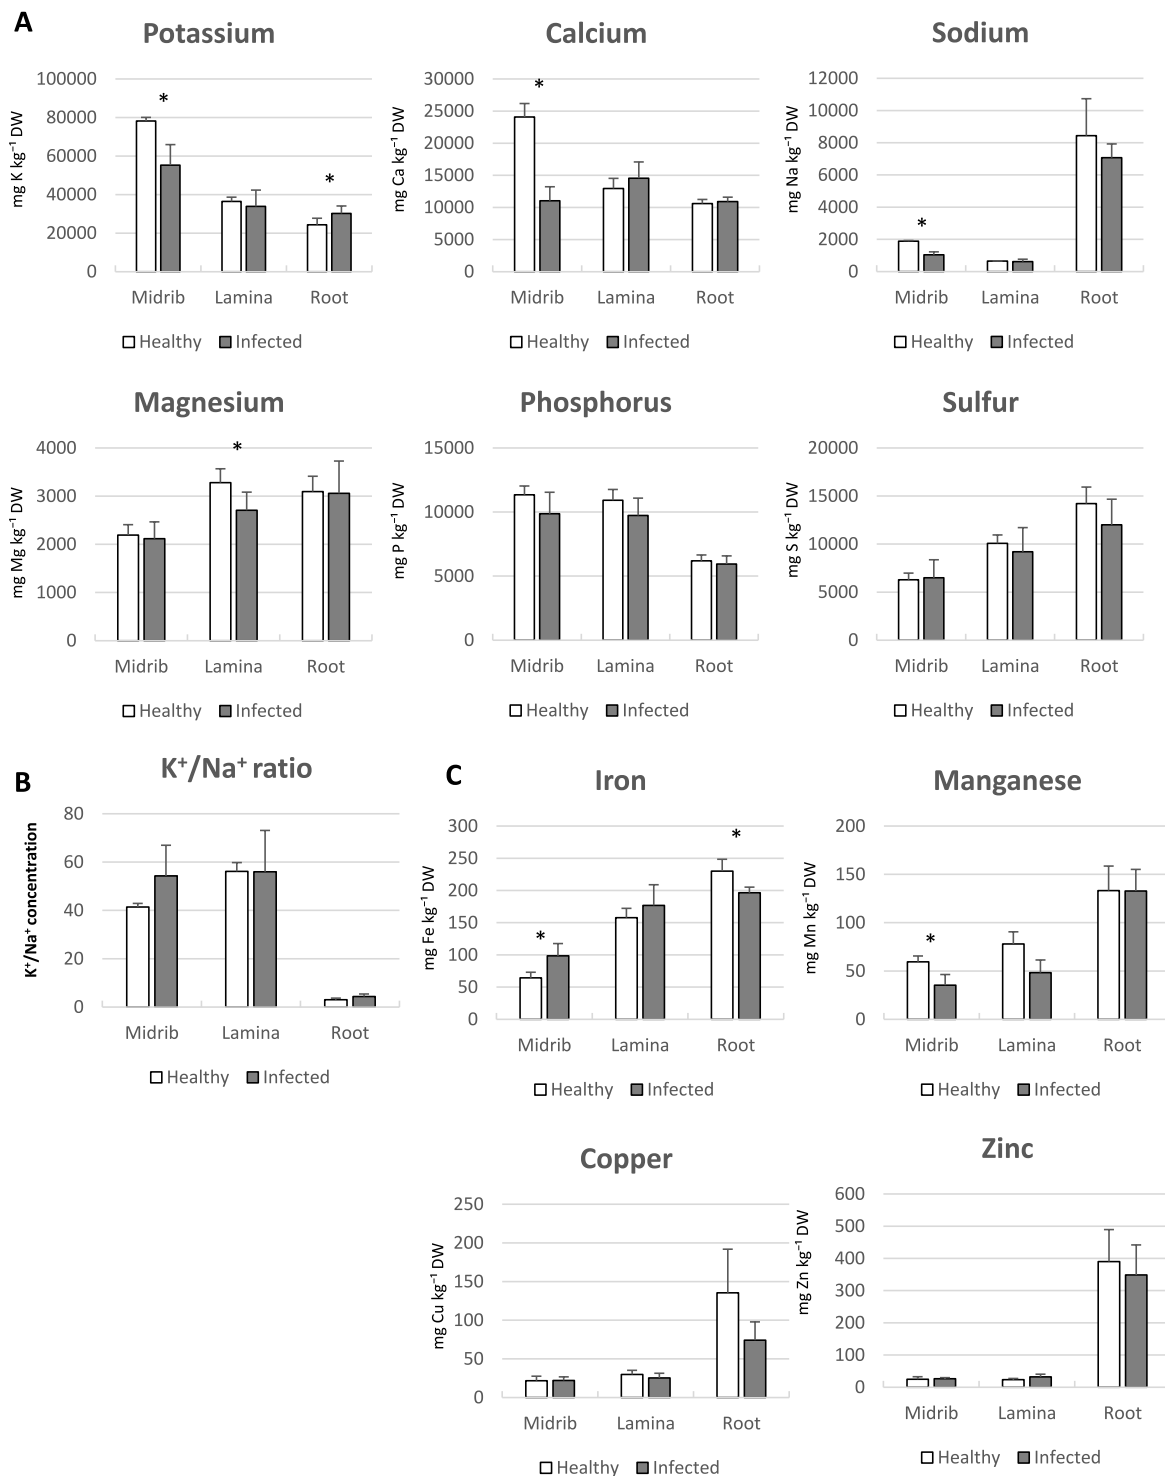 A
Potassium
mg K kg⁻¹ DW
100000
80000
60000
40000
20000
0
*
*
Midrib Lamina Root
Healthy Infected
Calcium
mg Ca kg⁻¹ DW
30000
25000
20000
15000
10000
5000
0
*
Midrib Lamina Root
Healthy Infected
Sodium
mg Na kg⁻¹ DW
12000
10000
8000
6000
4000
2000
0
*
Midrib Lamina Root
Healthy Infected
Magnesium
mg Mg kg⁻¹ DW
4000
3000
2000
1000
0
*
Midrib Lamina Root
Healthy Infected
Phosphorus
mg P kg⁻¹ DW
15000
10000
5000
0
Midrib Lamina Root
Healthy Infected
Sulfur
mg S kg⁻¹ DW
20000
15000
10000
5000
0
Midrib Lamina Root
Healthy Infected
B
K⁺/Na⁺ ratio
K⁺/Na⁺ concentration
80
60
40
20
0
Midrib Lamina Root
Healthy Infected
C
Iron
mg Fe kg⁻¹ DW
300
250
200
150
100
50
0
*
*
Midrib Lamina Root
Healthy Infected
Manganese
mg Mn kg⁻¹ DW
200
150
100
50
0
*
Midrib Lamina Root
Healthy Infected
Copper
mg Cu kg⁻¹ DW
250
200
150
100
50
0
Midrib Lamina Root
Healthy Infected
Zinc
mg Zn kg⁻¹ DW
600
500
400
300
200
100
0
Midrib Lamina Root
Healthy Infected